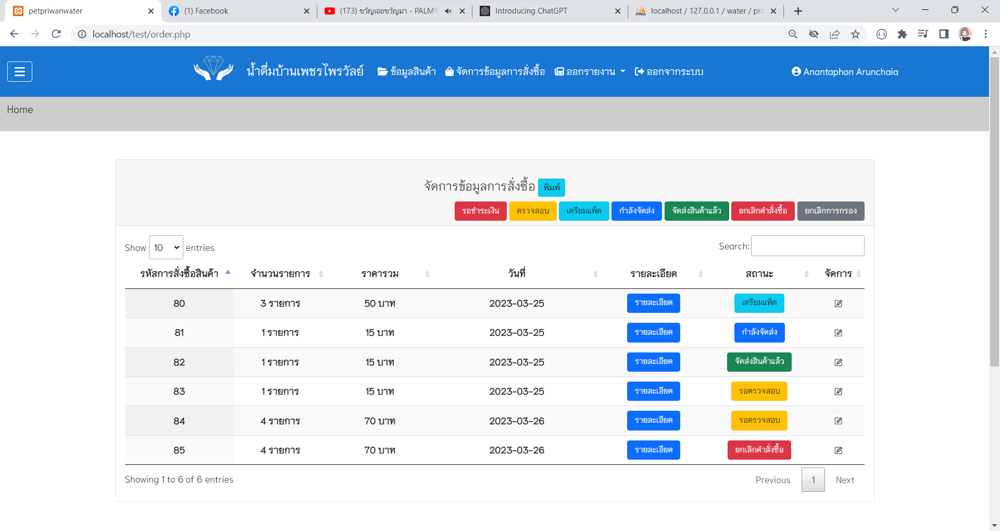 petpriwanwater
(1) Facebook
(173) ขวัญเอยขวัญมา - PALMY
Introducing ChatGPT
localhost / 127.0.0.1 / water / pro
localhost/test/order.php
น้ำดื่มบ้านเพชรไพรวัลย์ ข้อมูลสินค้า จัดการข้อมูลการสั่งซื้อ ออกรายงาน ออกจากระบบ Anantaphon Arunchaia
Home
จัดการข้อมูลการสั่งซื้อ พิมพ์
รอชำระเงิน ตรวจสอบ เตรียมแพ็ค กำลังจัดส่ง จัดส่งสินค้าแล้ว ยกเลิกคำสั่งซื้อ ยกเลิกการกรอง
Show 10 entries Search:
รหัสการสั่งซื้อสินค้า จำนวนรายการ ราคารวม วันที่ รายละเอียด สถานะ จัดการ
80 3 รายการ 50 บาท 2023-03-25 รายละเอียด เตรียมแพ็ค
81 1 รายการ 15 บาท 2023-03-25 รายละเอียด กำลังจัดส่ง
82 1 รายการ 15 บาท 2023-03-25 รายละเอียด จัดส่งสินค้าแล้ว
83 1 รายการ 15 บาท 2023-03-25 รายละเอียด รอตรวจสอบ
84 4 รายการ 70 บาท 2023-03-26 รายละเอียด รอตรวจสอบ
85 4 รายการ 70 บาท 2023-03-26 รายละเอียด ยกเลิกคำสั่งซื้อ
Showing 1 to 6 of 6 entries Previous 1 Next